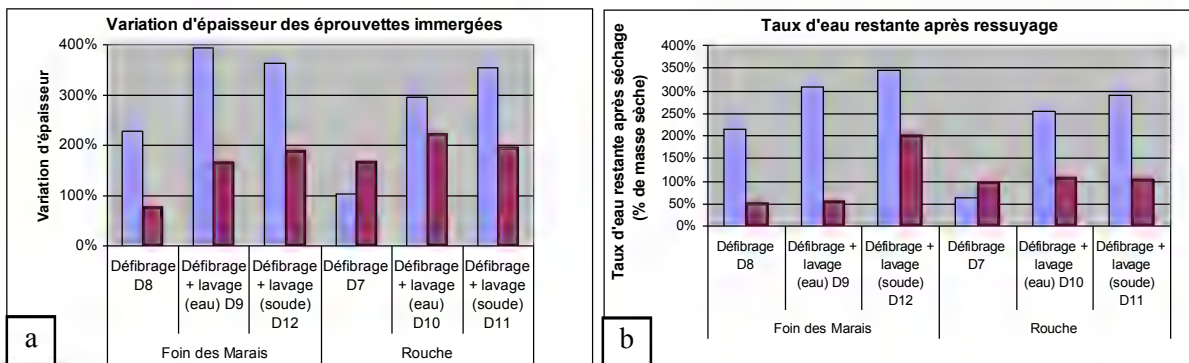 Variation d'épaisseur des éprouvettes immergées
Variation d'épaisseur
400%
300%
200%
100%
0%
Défibrage D8
Défibrage + lavage (eau) D9
Défibrage + lavage (soude) D12
Défibrage D7
Défibrage + lavage (eau) D10
Défibrage + lavage (soude) D11
Foin des Marais
Rouche
a
Taux d'eau restante après ressuyage
Taux d'eau restante après séchage
(% de masse sèche)
400%
350%
300%
250%
200%
150%
100%
50%
0%
Défibrage D8
Défibrage + lavage (eau) D9
Défibrage + lavage (soude) D12
Défibrage D7
Défibrage + lavage (eau) D10
Défibrage + lavage (soude) D11
Foin des Marais
Rouche
b